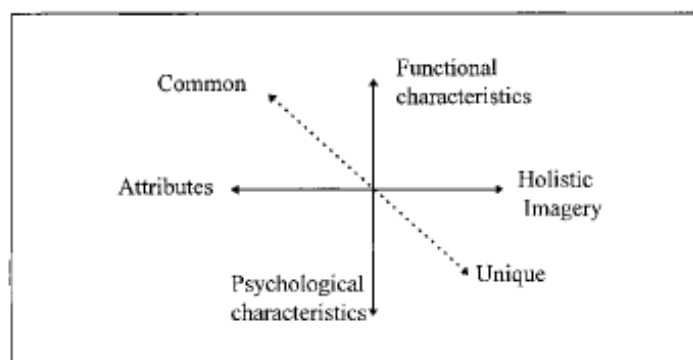 Common
Functional
characteristics
Attributes
Holistic
Imagery
Unique
Psychological
characteristics